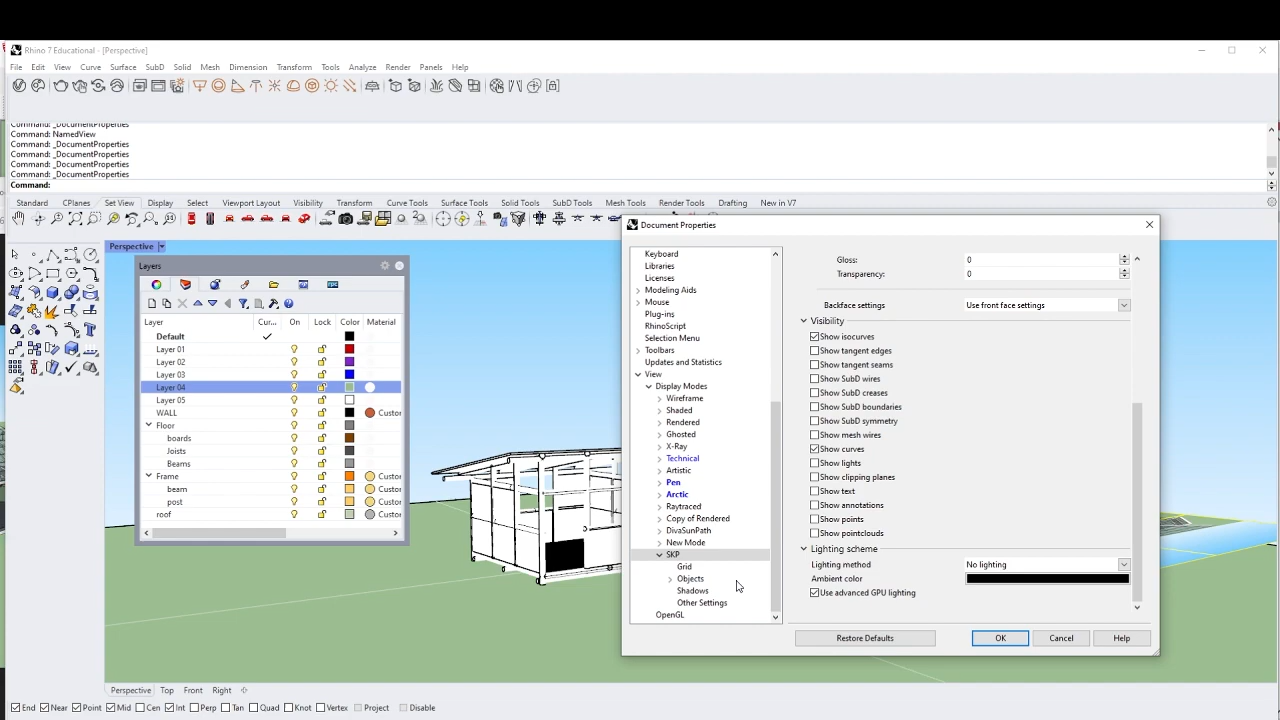 Rhino 7 Educational - [Perspective]
File Edit View Curve Surface SubD Solid Mesh Dimension Transform Tools Analyze Render Panels Help
Command: _DocumentProperties
Command: NamedView
Command: _DocumentProperties
Command: _DocumentProperties
Command: _DocumentProperties
Command: _DocumentProperties
Command:
Standard CPlanes Set View Display Select Viewport Layout Visibility Transform Curve Tools Surface Tools Solid Tools SubD Tools Mesh Tools Render Tools Drafting New in V7
Perspective
Layers
Layer Cur... On Lock Color Material
Default
Layer 01
Layer 02
Layer 03
Layer 04
Layer 05
WALL Custom
Floor
boards
Joists
Beams
Frame Custom
beam Custom
post Custom
roof Custom
Document Properties
Keyboard
Libraries
Licenses
Modeling Aids
Mouse
Plug-ins
RhinoScript
Selection Menu
Toolbars
Updates and Statistics
View
Display Modes
Wireframe
Shaded
Rendered
Ghosted
X-Ray
Technical
Artistic
Pen
Arctic
Raytraced
Copy of Rendered
DivaSunPath
New Mode
SKP
Grid
Objects
Shadows
Other Settings
OpenGL
Gloss: 0
Transparency: 0
Backface settings Use front face settings
Visibility
Show isocurves
Show tangent edges
Show tangent seams
Show SubD wires
Show SubD creases
Show SubD boundaries
Show SubD symmetry
Show mesh wires
Show curves
Show lights
Show clipping planes
Show text
Show annotations
Show points
Show pointclouds
Lighting scheme
Lighting method No lighting
Ambient color
Use advanced GPU lighting
Restore Defaults OK Cancel Help
Perspective Top Front Right
End Near Point Mid Cen Int Perp Tan Quad Knot Vertex Project Disable